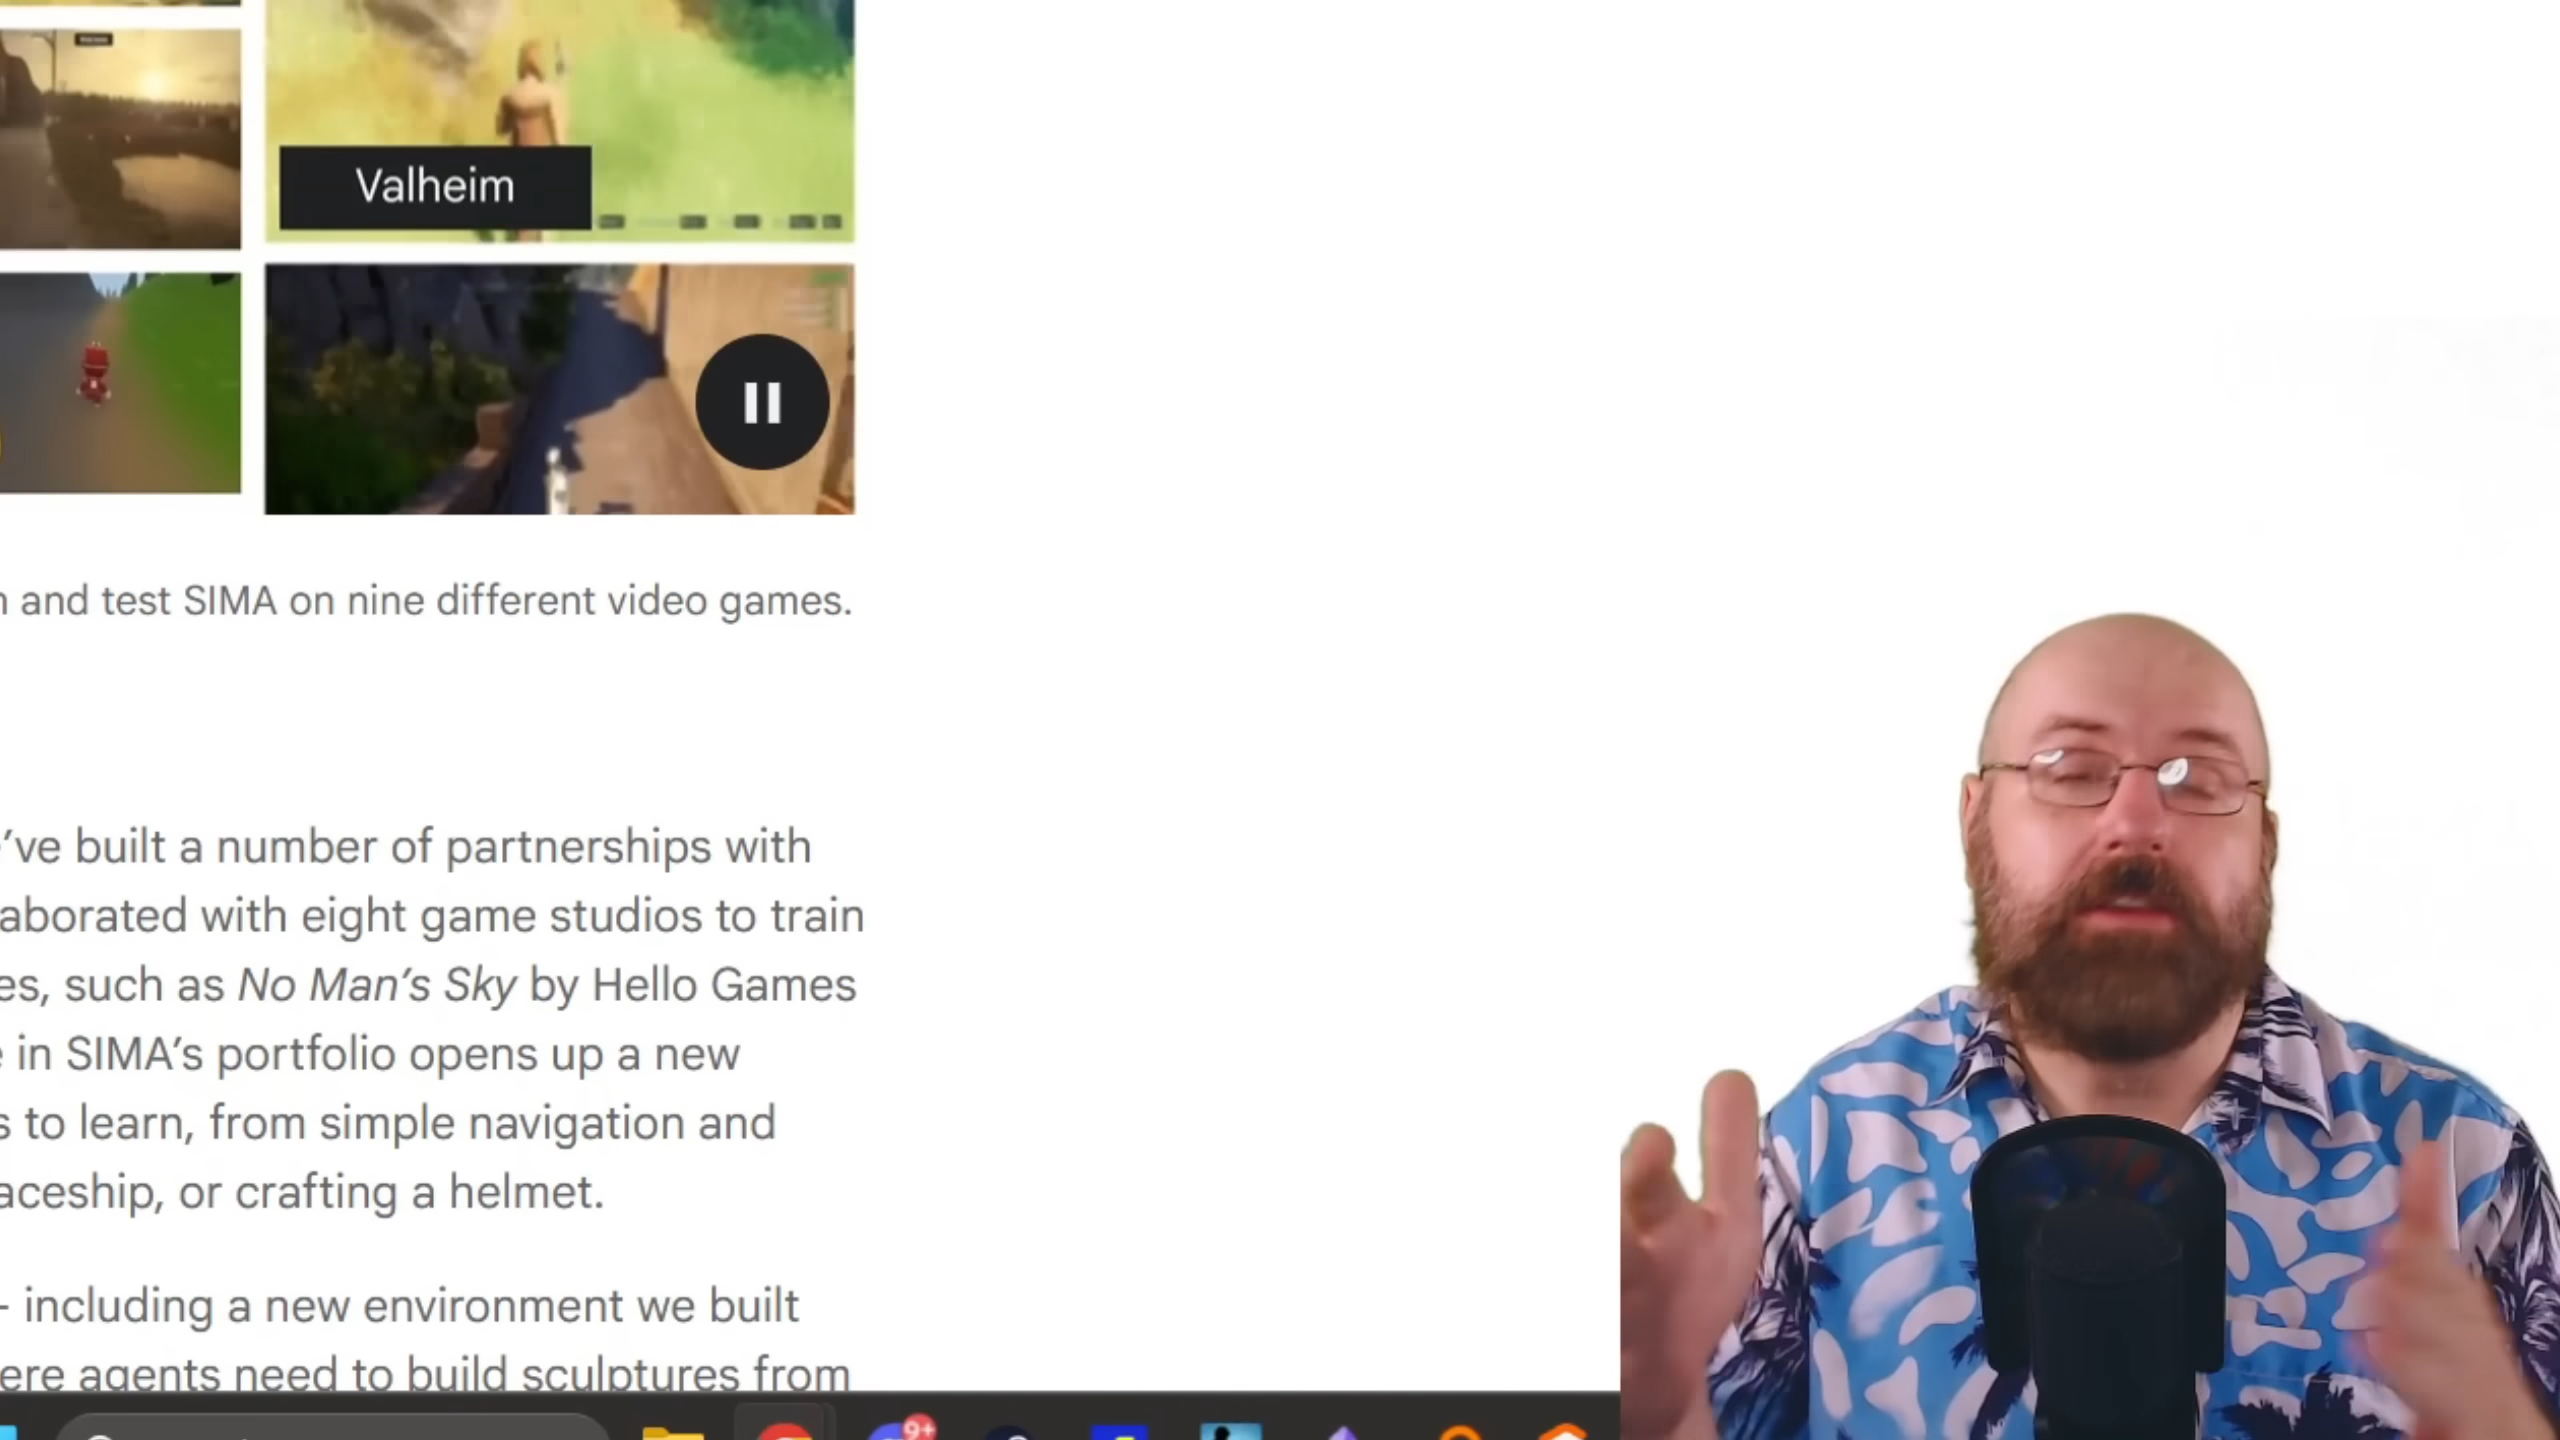 Valheim
and test SIMA on nine different video games.
've built a number of partnerships with
aborated with eight game studios to train
es, such as No Man's Sky by Hello Games
in SIMA's portfolio opens up a new
s to learn, from simple navigation and
aceship, or crafting a helmet.
- including a new environment we built
ere agents need to build sculptures from
9+